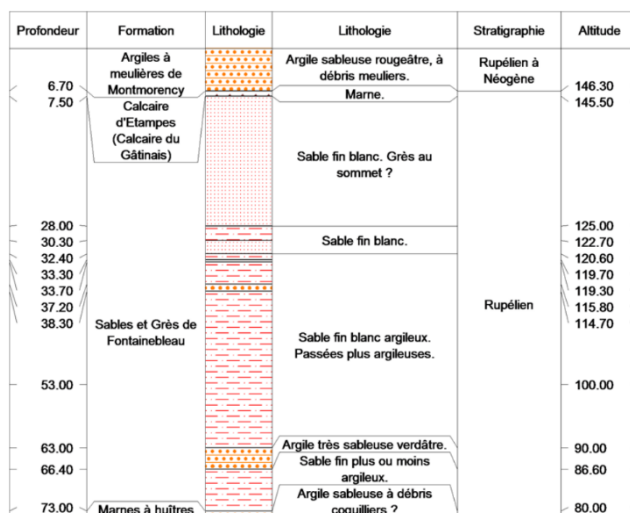 Profondeur Formation Lithologie Lithologie Stratigraphie Altitude
Argiles à
meulières de
Montmorency
Argile sableuse rougeâtre, à
débris meuliers.
Rupélien à
Néogène
6.70
146.30
7.50
Marne.
145.50
Calcaire
d'Etampes
(Calcaire du
Gâtinais)
Sable fin blanc. Grès au
sommet ?
28.00
125.00
30.30
Sable fin blanc.
122.70
32.40
120.60
33.30
119.70
33.70
119.30
37.20
115.80
38.30
114.70
Sables et Grès de
Fontainebleau
Sable fin blanc argileux.
Passées plus argileuses.
Rupélien
53.00
100.00
63.00
Argile très sableuse verdâtre.
90.00
66.40
Sable fin plus ou moins
argileux.
86.60
73.00
Marnes à huîtres
Argile sableuse à débris
coquilliers ?
80.00